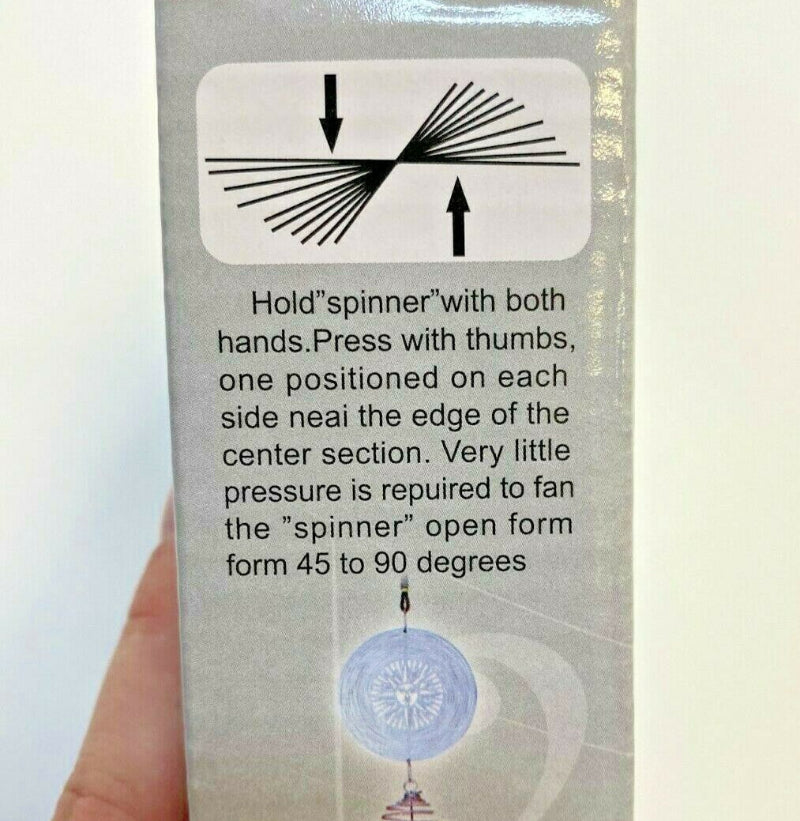 Hold”spinner”with both
hands.Press with thumbs,
one positioned on each
side neai the edge of the
center section. Very little
pressure is repuired to fan
the ”spinner” open form
form 45 to 90 degrees